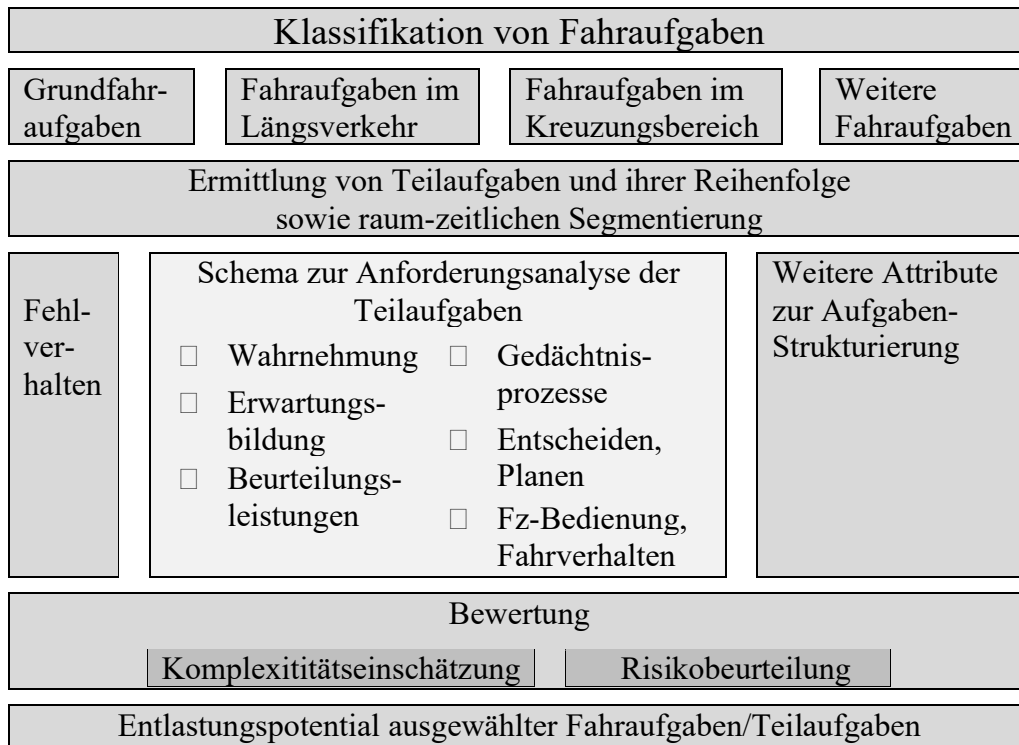 Klassifikation von Fahraufgaben
Grundfahr-
aufgaben
Fahraufgaben im
Längsverkehr
Fahraufgaben im
Kreuzungsbereich
Weitere
Fahraufgaben
Ermittlung von Teilaufgaben und ihrer Reihenfolge
sowie raum-zeitlichen Segmentierung
Fehl-
ver-
halten
Schema zur Anforderungsanalyse der
Teilaufgaben
Wahrnehmung
Erwartungs-
bildung
Beurteilungs-
leistungen
Gedächtnis-
prozesse
Entscheiden,
Planen
Fz-Bedienung,
Fahrverhalten
Weitere Attribute
zur Aufgaben-
Strukturierung
Bewertung
Komplexititätseinschätzung
Risikobeurteilung
Entlastungspotential ausgewählter Fahraufgaben/Teilaufgaben